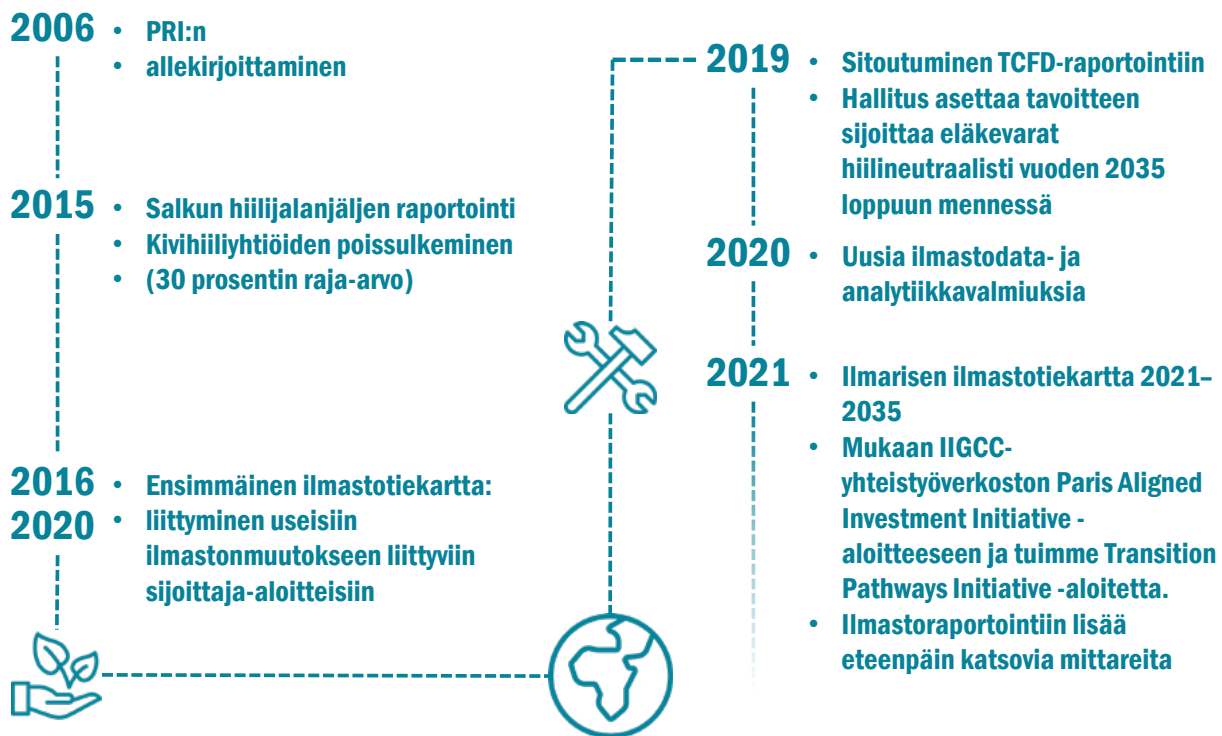 2006
• PRI:n
• allekirjoittaminen
2015
• Salkun hiilijalanjäljen raportointi
• Kivihiiliyhtiöiden poissulkeminen
• (30 prosentin raja-arvo)
2016
2020
• Ensimmäinen ilmastotiekartta:
• liittyminen useisiin
ilmastonmuutokseen liittyviin
sijoittaja-aloitteisiin
2019
• Sitoutuminen TCFD-raportointiin
• Hallitus asettaa tavoitteen
sijoittaa eläkevarat
hiilineutraalisti vuoden 2035
loppuun mennessä
2020
• Uusia ilmastodata- ja
analytiikkavalmiuksia
2021
• Ilmarisen ilmastotiekartta 2021–
2035
• Mukaan IIGCC-
yhteistyöverkoston Paris Aligned
Investment Initiative -
aloitteeseen ja tuimme Transition
Pathways Initiative -aloitetta.
• Ilmastoraportointiin lisää
eteenpäin katsovia mittareita